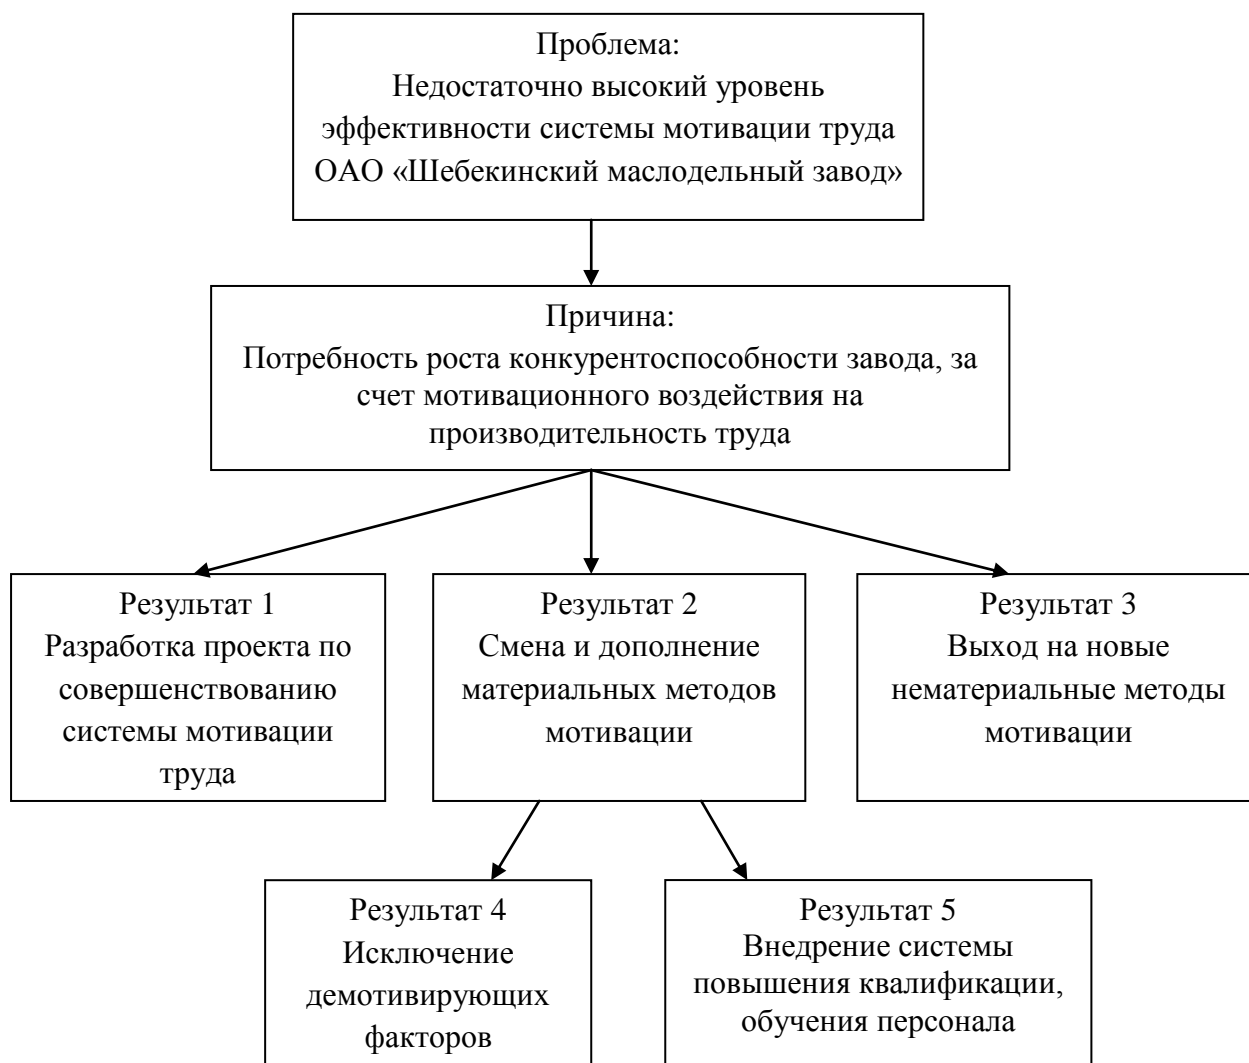 Проблема:
Недостаточно высокий уровень
эффективности системы мотивации труда
ОАО «Шебекинский маслодельный завод»
Причина:
Потребность роста конкурентоспособности завода, за
счет мотивационного воздействия на
производительность труда
Результат 1
Разработка проекта по
совершенствованию
системы мотивации
труда
Результат 2
Смена и дополнение
материальных методов
мотивации
Результат 3
Выход на новые
нематериальные методы
мотивации
Результат 4
Исключение
демотивирующих
факторов
Результат 5
Внедрение системы
повышения квалификации,
обучения персонала